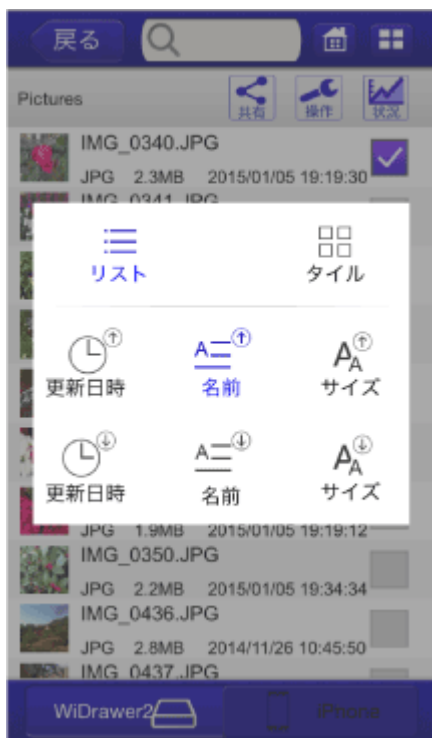 戻る
Pictures
共有 操作 状況
IMG_0340.JPG
JPG 2.3MB 2015/01/05 19:19:30
IMG_0341.JPG
リスト タイル
更新日時 名前 サイズ
更新日時 名前 サイズ
JPG 1.9MB 2015/01/05 19:19:12
IMG_0350.JPG
JPG 2.2MB 2015/01/05 19:34:34
IMG_0436.JPG
JPG 2.8MB 2014/11/26 10:45:50
IMG_0437.JPG
WiDrawer2 iPhone